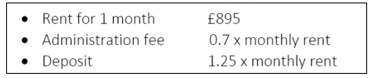 • Rent for 1 month £895
• Administration fee 0.7 x monthly rent
• Deposit 1.25 x monthly rent